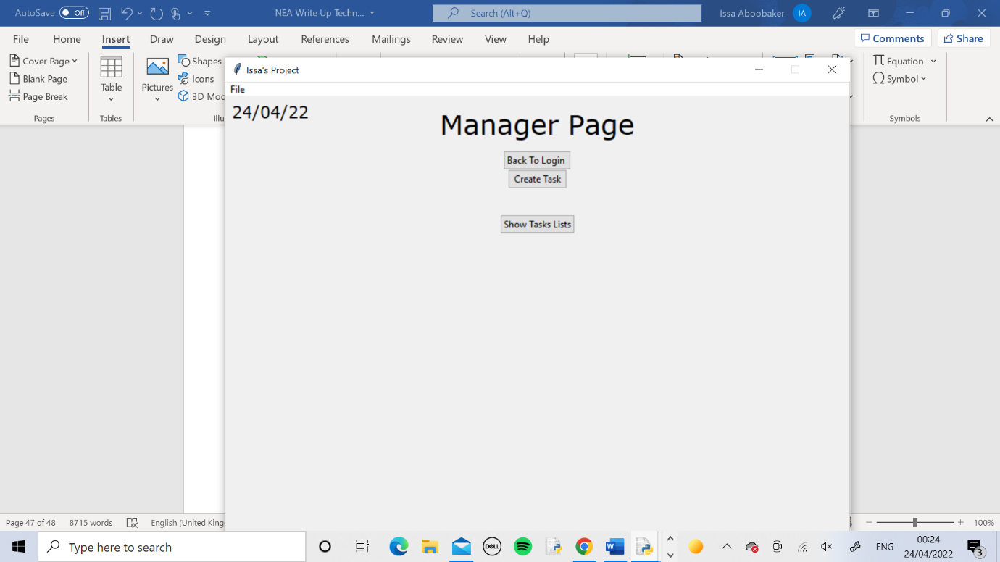 AutoSave Off NEA Write Up Techn... Search (Alt+Q) Issa Aboobaker IA
File Home Insert Draw Design Layout References Mailings Review View Help Comments Share
Cover Page
Blank Page
Page Break
Pages
Table
Tables
Pictures
Shapes
Icons
3D Mod
Illu
Equation
Symbol
Symbols
Issa's Project
File
24/04/22
Manager Page
Back To Login
Create Task
Show Tasks Lists
Page 47 of 48 8715 words English (United King 100%
Type here to search DELL ENG 00:24
24/04/2022 3